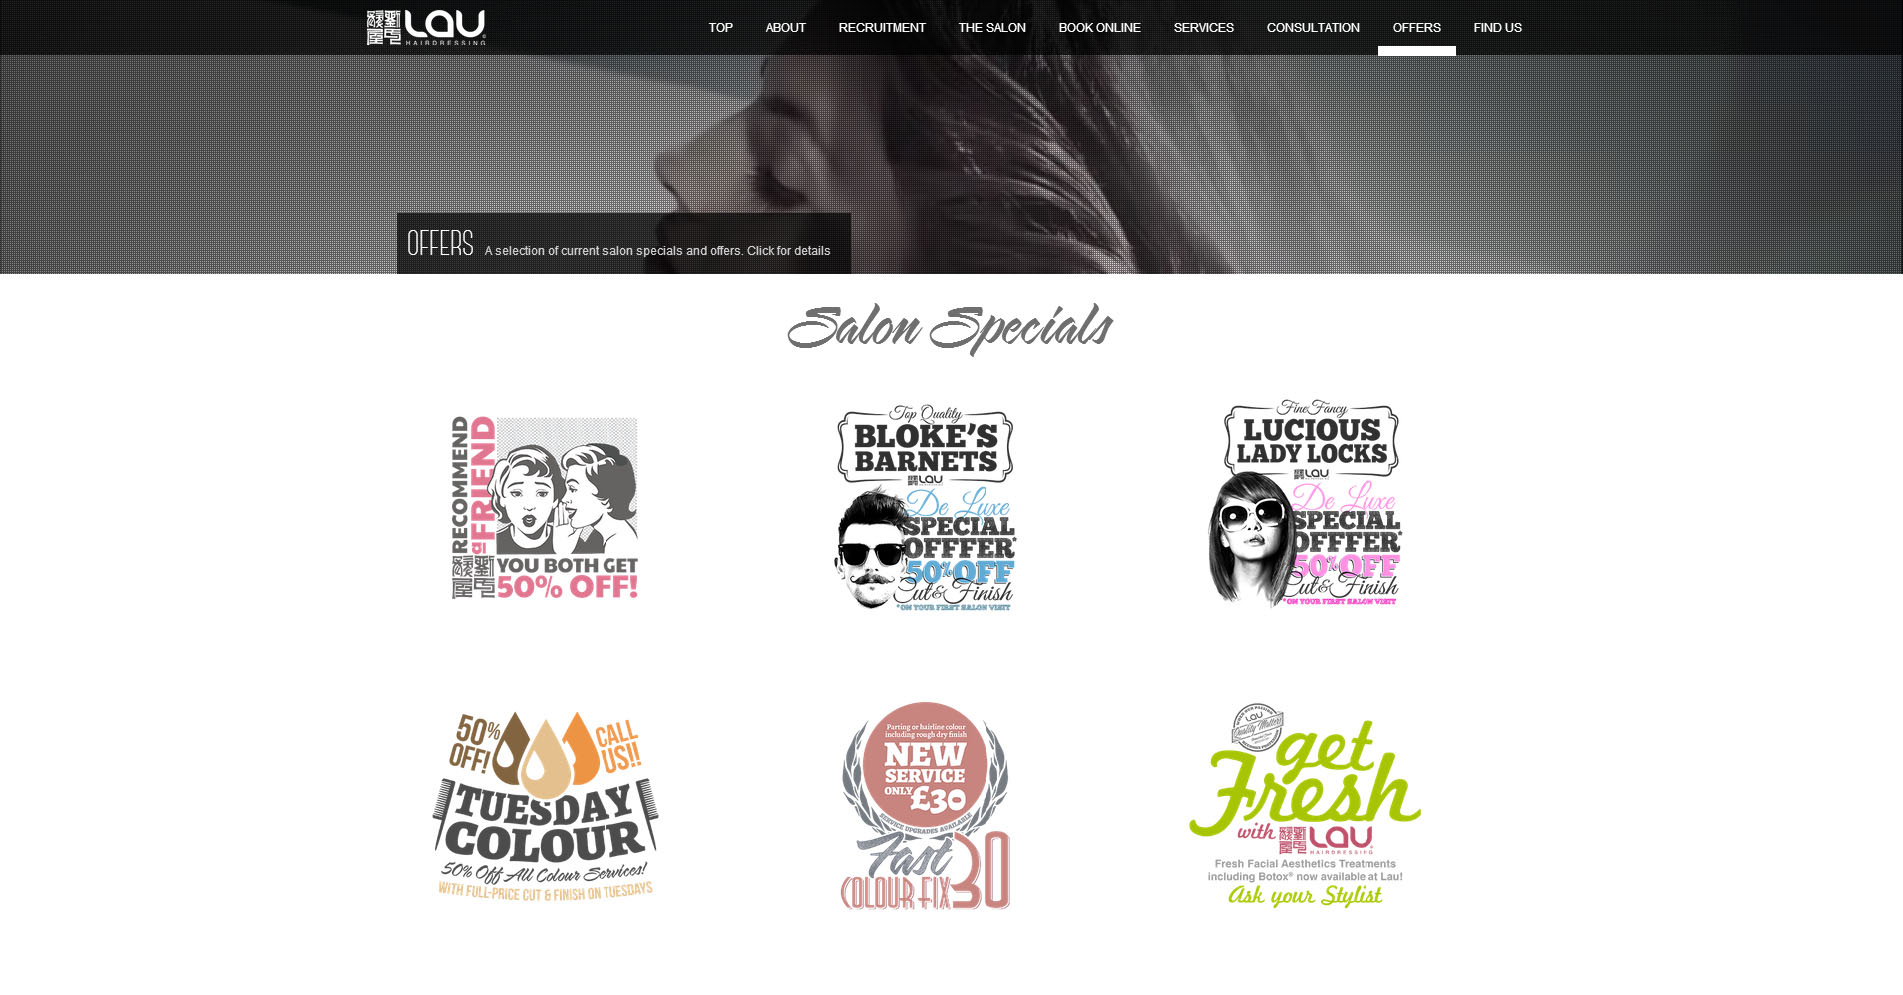 LAU
HAIRDRESSING
TOP ABOUT RECRUITMENT THE SALON BOOK ONLINE SERVICES CONSULTATION OFFERS FIND US
OFFERS A selection of current salon specials and offers. Click for details
Salon Specials
RECOMMEND
a FRIEND
YOU BOTH GET
50% OFF!
Top Quality
BLOKE'S
BARNETS
LAU
De Luxe
SPECIAL
OFFFER*
50% OFF
Cut & Finish
*ON YOUR FIRST SALON VISIT
Fine Fancy
LUCIOUS
LADY LOCKS
LAU
De Luxe
SPECIAL
OFFFER*
50% OFF
Cut & Finish
*ON YOUR FIRST SALON VISIT
50%
OFF!
CALL
US!!
TUESDAY
COLOUR
50% Off All Colour Services!
WITH FULL-PRICE CUT & FINISH ON TUESDAYS
Parting or hairline colour
including rough dry finish
NEW
SERVICE
ONLY £30
SERVICE UPGRADES AVAILABLE
Fast
COLOUR FIX 30
LAU
Quality Matters
get
Fresh
with LAU
HAIRDRESSING
Fresh Facial Aesthetics Treatments
including Botox® now available at Lau!
Ask your Stylist